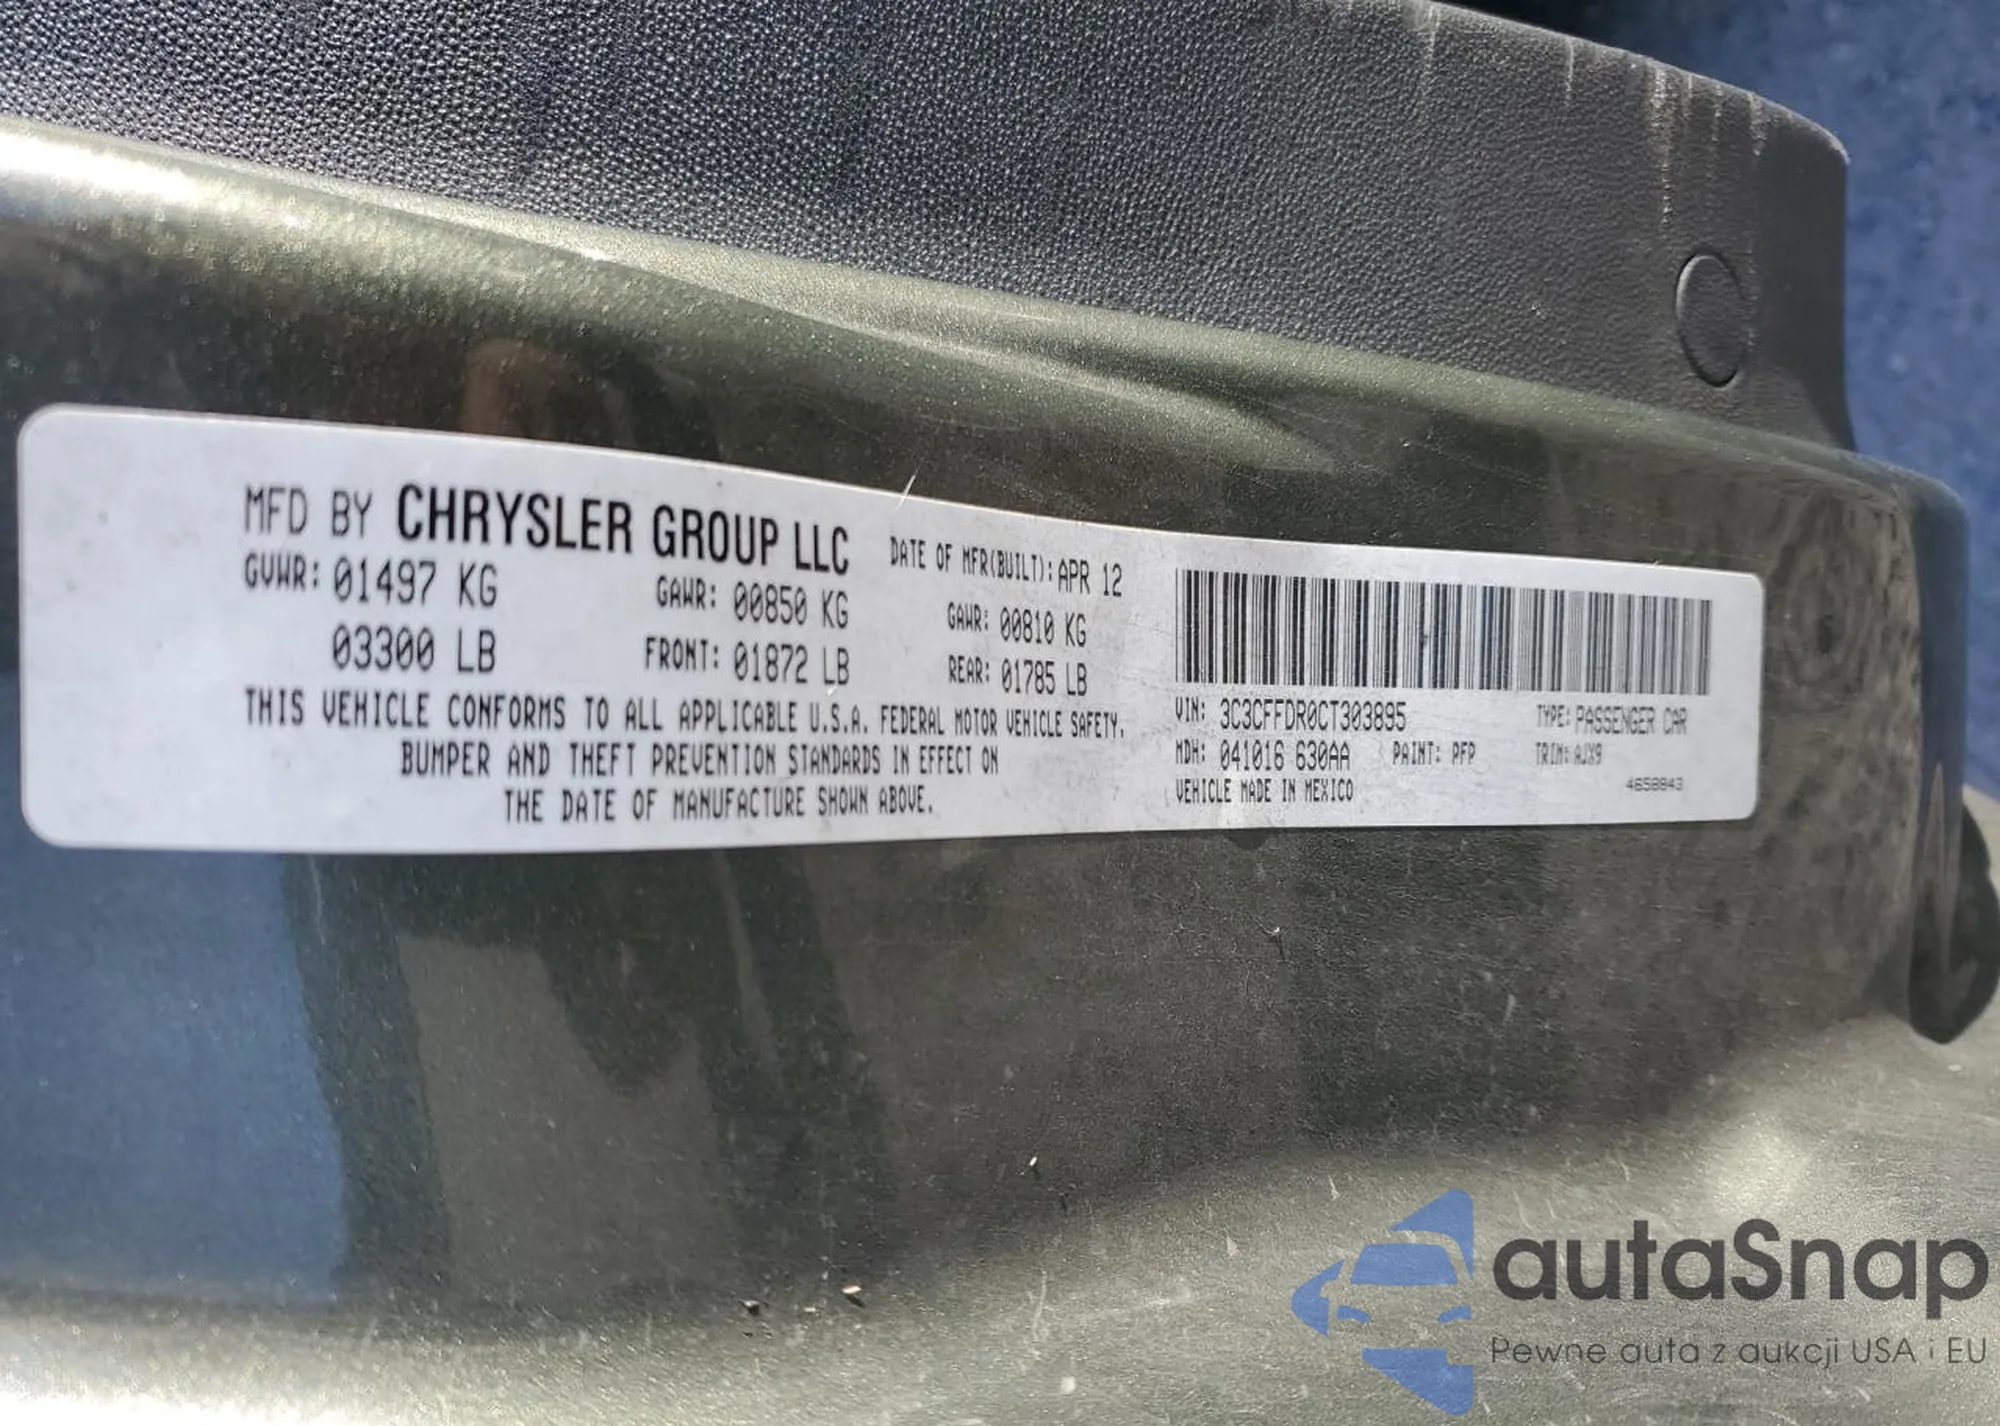 MFD BY CHRYSLER GROUP LLC DATE OF MFR(BUILT): APR 12
GVWR: 01497 KG GAWR: 00850 KG GAWR: 00810 KG
03300 LB FRONT: 01872 LB REAR: 01785 LB
THIS VEHICLE CONFORMS TO ALL APPLICABLE U.S.A. FEDERAL MOTOR VEHICLE SAFETY,
BUMPER AND THEFT PREVENTION STANDARDS IN EFFECT ON
THE DATE OF MANUFACTURE SHOWN ABOVE.
VIN: 3C3CFFDR0CT303895 TYPE: PASSENGER CAR
MDH: 041016 630AA PAINT: PFP TRIM: AJX9
VEHICLE MADE IN MEXICO 4658843
autaSnap
Pewne auta z aukcji USA i EU